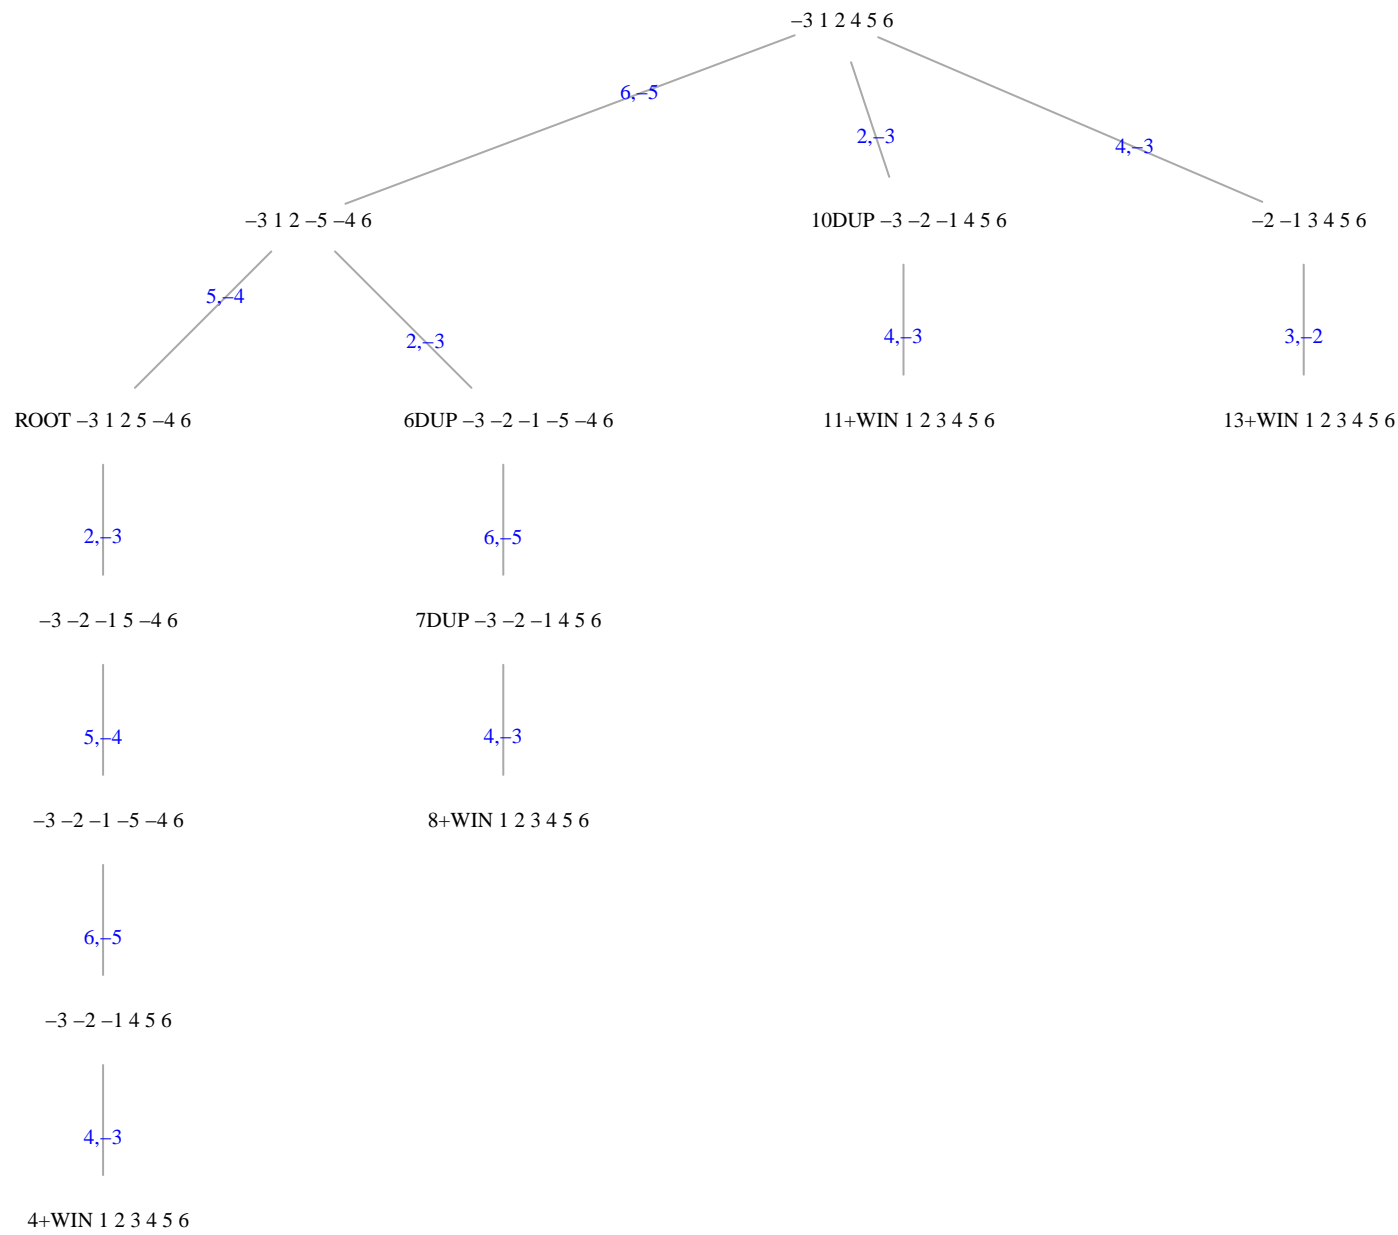 −3 1 2 4 5 6
6,−5
2,−3
4,−3
−3 1 2 −5 −4 6
10DUP −3 −2 −1 4 5 6
−2 −1 3 4 5 6
5,−4
2,−3
4,−3
3,−2
ROOT −3 1 2 5 −4 6
6DUP −3 −2 −1 −5 −4 6
11+WIN 1 2 3 4 5 6
13+WIN 1 2 3 4 5 6
2,−3
6,−5
−3 −2 −1 5 −4 6
7DUP −3 −2 −1 4 5 6
5,−4
4,−3
−3 −2 −1 −5 −4 6
8+WIN 1 2 3 4 5 6
6,−5
−3 −2 −1 4 5 6
4,−3
4+WIN 1 2 3 4 5 6